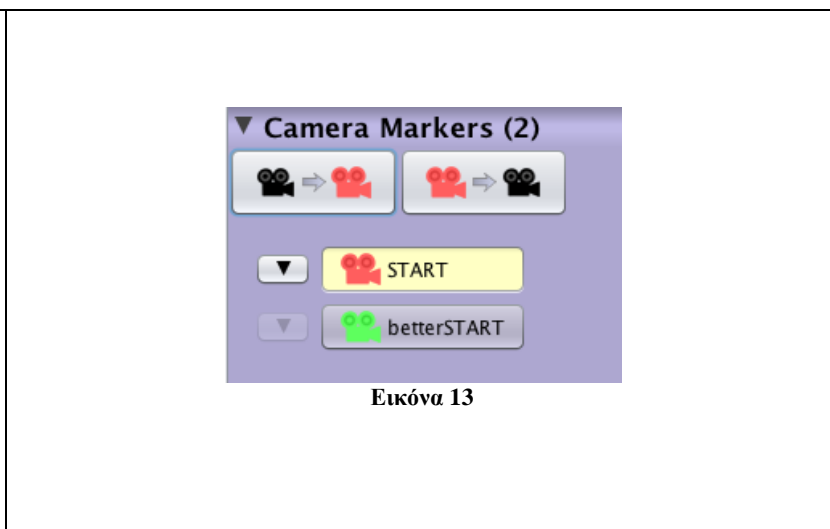 Camera Markers (2)
START
betterSTART
Εικόνα 13